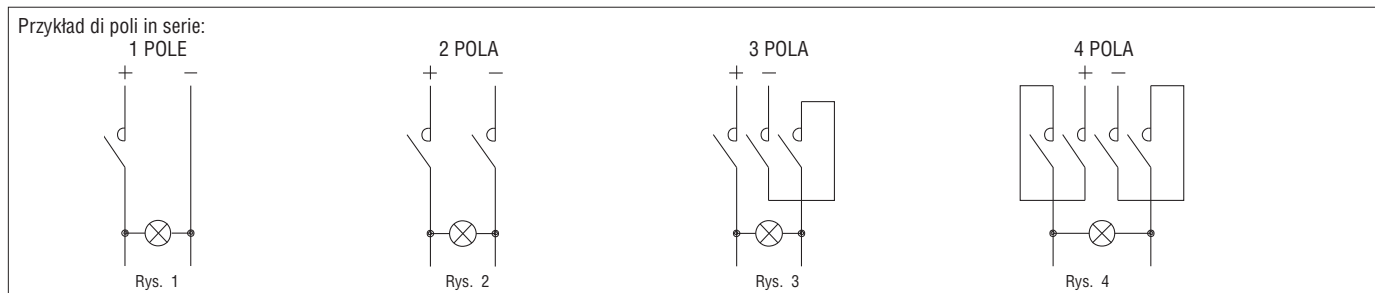 Przykład di poli in serie:
1 POLE 2 POLA 3 POLA 4 POLA
+ − + − + − + −
Rys. 1 Rys. 2 Rys. 3 Rys. 4